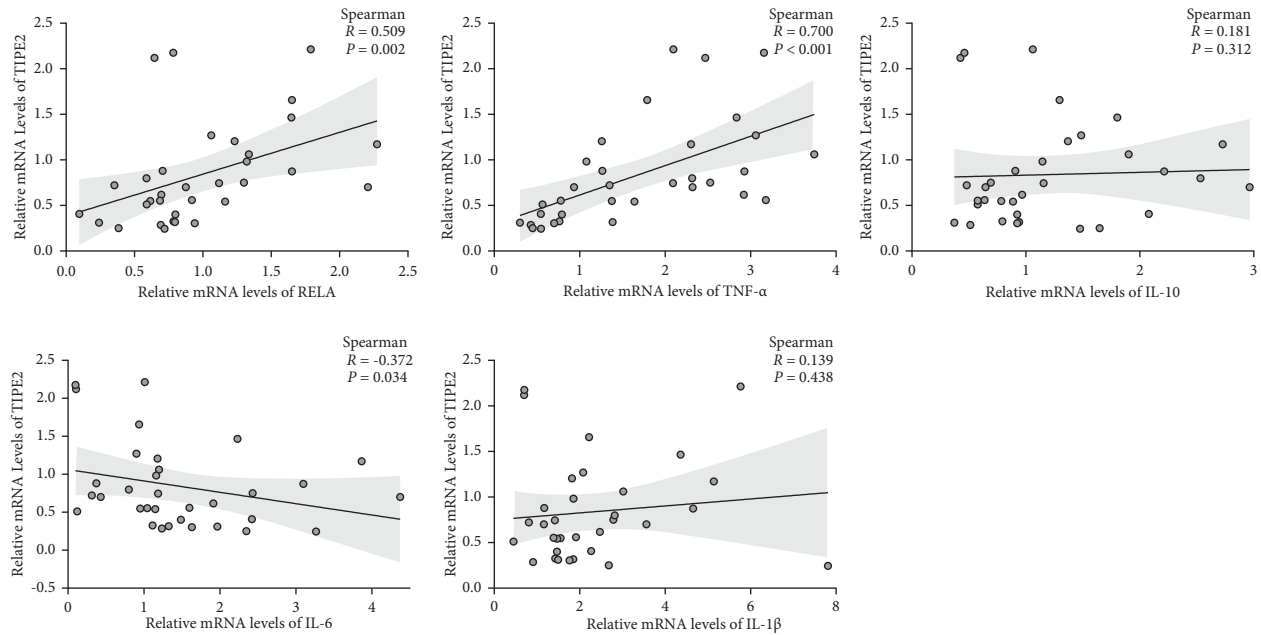 Spearman
R = 0.509
P = 0.002
Relative mRNA Levels of TIPE2
2.5
2.0
1.5
1.0
0.5
0.0
0.0 0.5 1.0 1.5 2.0 2.5
Relative mRNA levels of RELA
Spearman
R = 0.700
P < 0.001
Relative mRNA Levels of TIPE2
2.5
2.0
1.5
1.0
0.5
0.0
0 1 2 3 4
Relative mRNA levels of TNF-α
Spearman
R = 0.181
P = 0.312
Relative mRNA Levels of TIPE2
2.5
2.0
1.5
1.0
0.5
0.0
0 1 2 3
Relative mRNA levels of IL-10
Spearman
R = -0.372
P = 0.034
Relative mRNA Levels of TIPE2
2.5
2.0
1.5
1.0
0.5
0.0
-0.5
0 1 2 3 4
Relative mRNA levels of IL-6
Spearman
R = 0.139
P = 0.438
Relative mRNA Levels of TIPE2
2.5
2.0
1.5
1.0
0.5
0.0
0 2 4 6 8
Relative mRNA levels of IL-1β